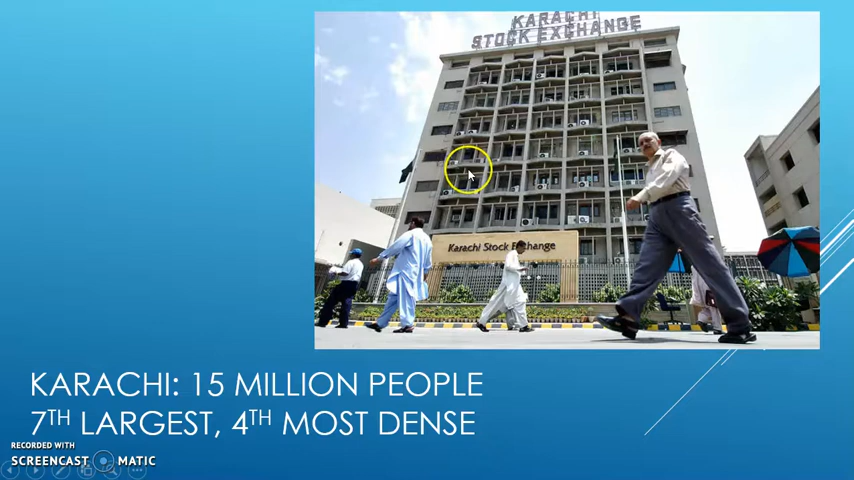 KARACHI
STOCK EXCHANGE
Karachi Stock Exchange
KARACHI: 15 MILLION PEOPLE
7TH LARGEST, 4TH MOST DENSE
RECORDED WITH
SCREENCAST MATIC